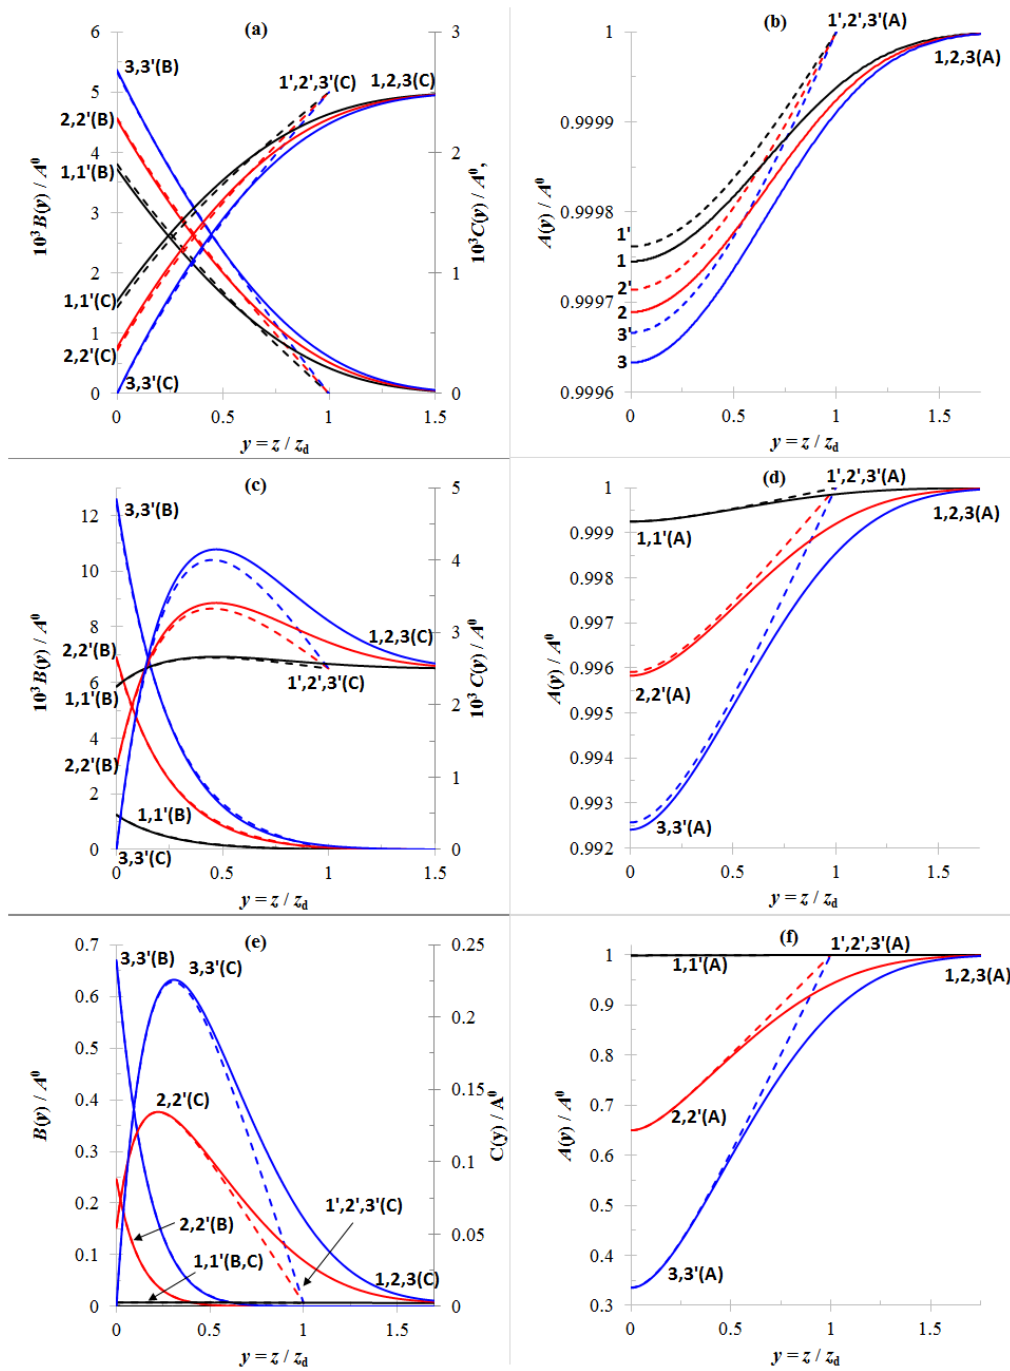 (a)
6
5
4
3
2
1
0
3
2
1
0
10³B(y) / A⁰
10³C(y) / A⁰,
3,3'(B)
2,2'(B)
1,1'(B)
1,1'(C)
2,2'(C)
3,3'(C)
1',2',3'(C)
1,2,3(C)
0
0.5
1
1.5
y = z / z_d
(b)
1
0.9999
0.9998
0.9997
0.9996
A(y) / A⁰
1',2',3'(A)
1,2,3(A)
1'
1
2'
2
3'
3
0
0.5
1
1.5
y = z / z_d
(c)
12
10
8
6
4
2
0
5
4
3
2
1
0
10³B(y) / A⁰
10³ C(y) / A⁰
3,3'(B)
2,2'(B)
1,1'(B)
2,2'(B)
1,1'(B)
3,3'(C)
1,2,3(C)
1',2',3'(C)
0
0.5
1
1.5
y = z / z_d
(d)
1
0.999
0.998
0.997
0.996
0.995
0.994
0.993
0.992
A(y) / A⁰
1',2',3'(A)
1,1'(A)
1,2,3(A)
2,2'(A)
3,3'(A)
0
0.5
1
1.5
y = z / z_d
(e)
0.7
0.6
0.5
0.4
0.3
0.2
0.1
0
0.25
0.2
0.15
0.1
0.05
0
B(y) / A⁰
C(y) / A⁰
3,3'(B)
3,3'(C)
2,2'(C)
2,2'(B)
1,1'(B,C)
1',2',3'(C)
1,2,3(C)
0
0.5
1
1.5
y = z / z_d
(f)
1
0.9
0.8
0.7
0.6
0.5
0.4
0.3
A(y) / A⁰
1',2',3'(A)
1,1'(A)
1,2,3(A)
2,2'(A)
3,3'(A)
0
0.5
1
1.5
y = z / z_d